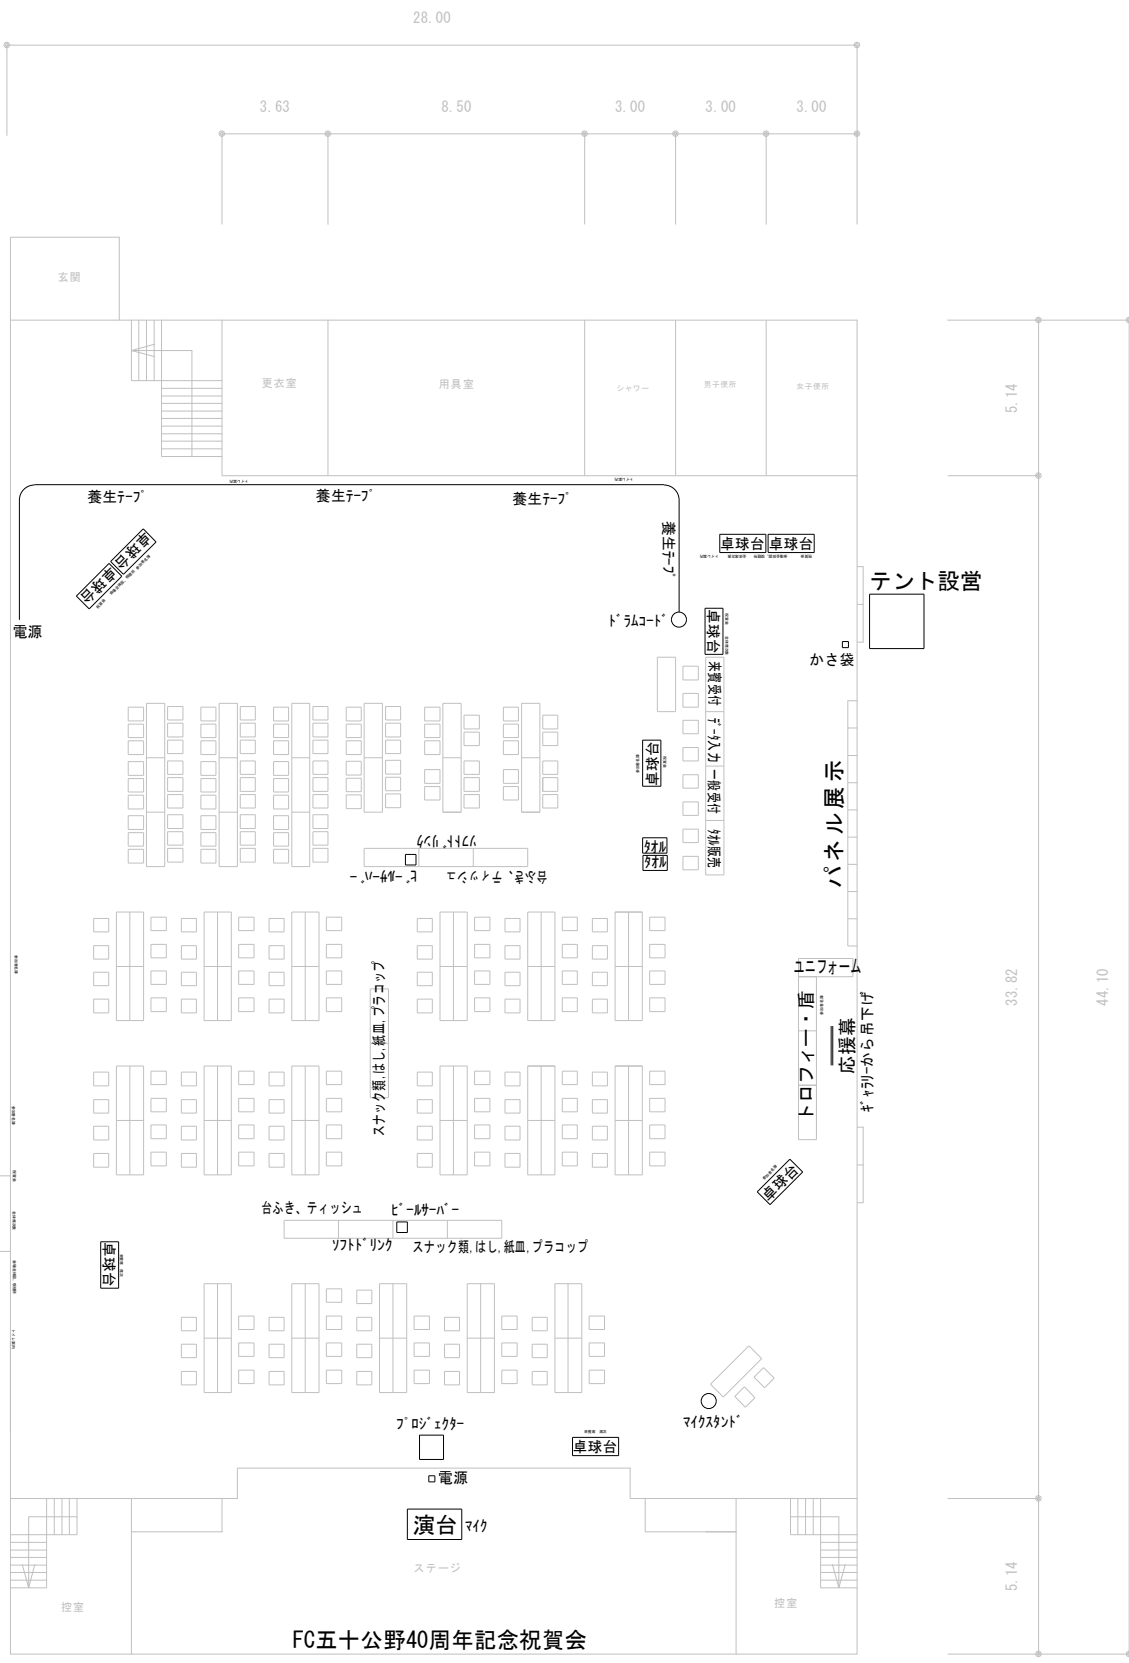 28.00
3.63
8.50
3.00
3.00
3.00
玄関
更衣室
用具室
シャワー
男子便所
女子便所
5.14
養生ﾃｰﾌﾟ
養生ﾃｰﾌﾟ
養生ﾃｰﾌﾟ
養生ﾃｰﾌﾟ
卓球台
卓球台
卓球台
卓球台
テント設営
電源
ﾄﾞﾗﾑｺｰﾄﾞ
卓球台
かさ袋
来賓受付
ﾃﾞｰﾀ入力
一般受付
ﾀｵﾙ販売
卓球台
パネル展示
ﾀｵﾙ
ﾀｵﾙ
ｿﾌﾄﾄﾞﾘﾝｸ
ﾋﾞｰﾙｻｰﾊﾞｰ
台ふき、ティッシュ
スナック類,はし,紙皿,プラコップ
ユニフォーム
トロフィー・盾
応援幕
ｷﾞｬﾗﾘｰから吊下げ
33.82
44.10
卓球台
台ふき、ティッシュ
ﾋﾞｰﾙｻｰﾊﾞｰ
ｿﾌﾄﾄﾞﾘﾝｸ
スナック類,はし,紙皿,プラコップ
卓球台
ﾌﾟﾛｼﾞｪｸﾀｰ
ﾏｲｸｽﾀﾝﾄﾞ
卓球台
電源
演台
ﾏｲｸ
ステージ
控室
控室
5.14
FC五十公野40周年記念祝賀会